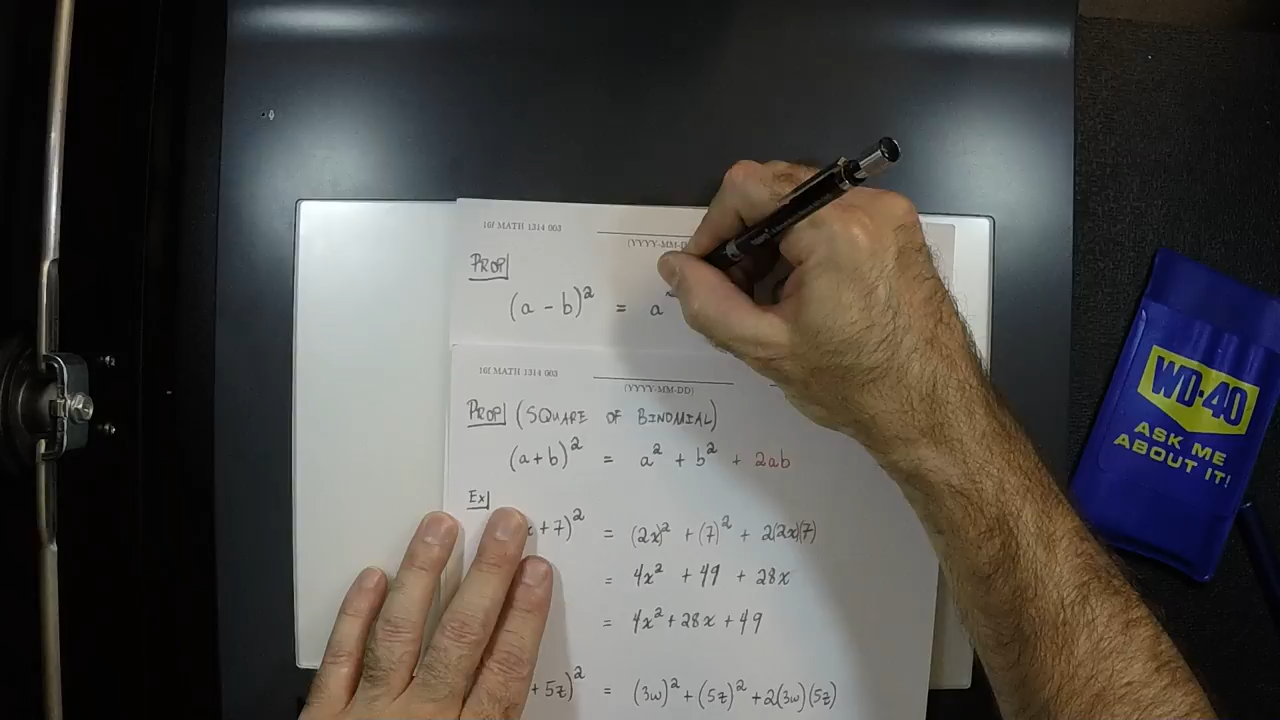 16f MATH 1314 003
(YYYY-MM-D
PROP
(a - b)² = a
16f MATH 1314 003
(YYYY-MM-DD)
PROP (SQUARE OF BINOMIAL)
(a + b)² = a² + b² + 2ab
Ex
+ 7)² = (2x)² + (7)² + 2(2x)(7)
= 4x² + 49 + 28x
= 4x² + 28x + 49
+ 5z)² = (3w)² + (5z)² + 2(3w)(5z)
WD-40
ASK ME
ABOUT IT!